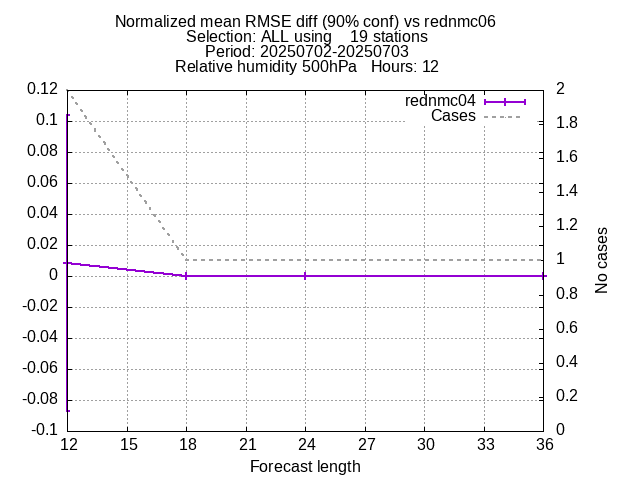 Normalized mean RMSE diff (90% conf) vs rednmc06
Selection: ALL using    19 stations
Period: 20250702-20250703
Relative humidity 500hPa   Hours: 12
rednmc04
Cases
0.12
0.1
0.08
0.06
0.04
0.02
0
-0.02
-0.04
-0.06
-0.08
-0.1
2
1.8
1.6
1.4
1.2
1
0.8
0.6
0.4
0.2
0
No cases
12 15 18 21 24 27 30 33 36
Forecast length